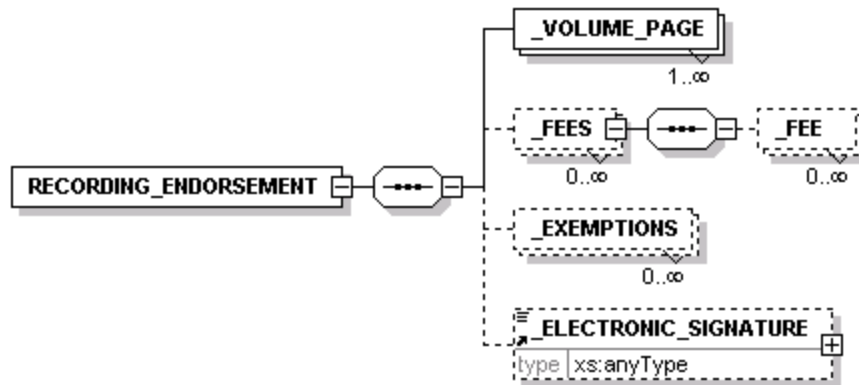 _VOLUME_PAGE
1..∞
_FEES
_FEE
0..∞
0..∞
RECORDING_ENDORSEMENT
_EXEMPTIONS
0..∞
_ELECTRONIC_SIGNATURE
type xs:anyType